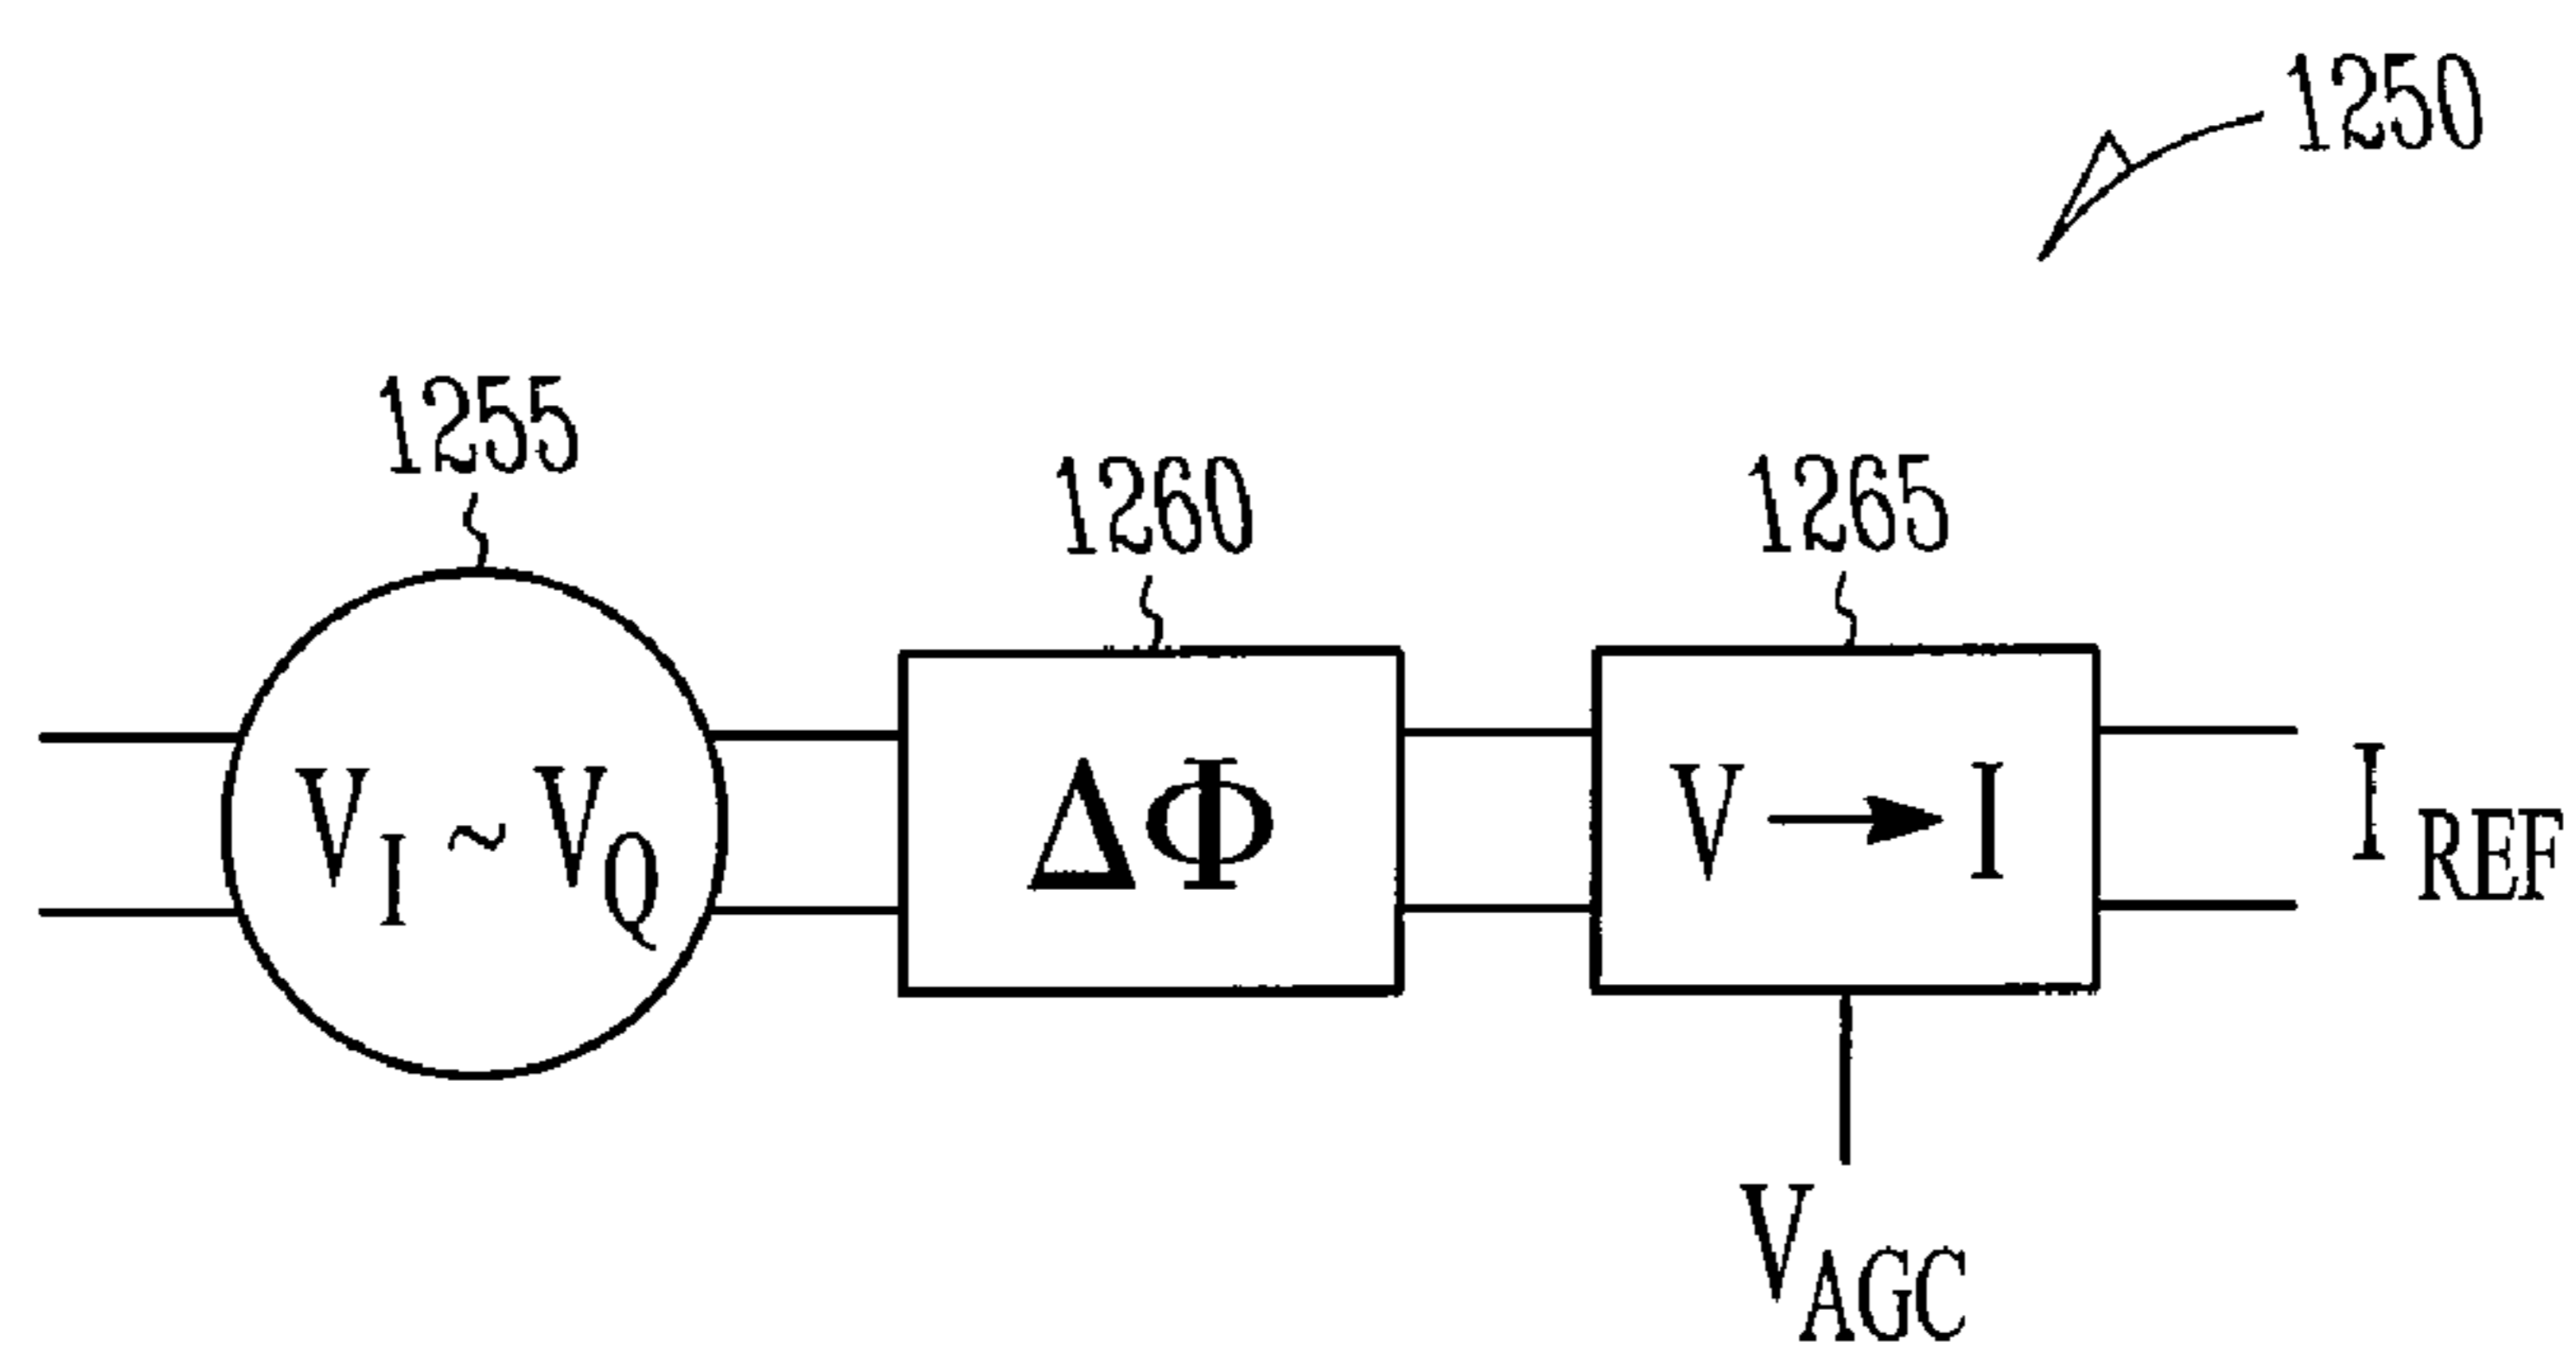 1250
1255
1260
1265
V_I ~ V_Q
ΔΦ
V → I
I_REF
V_AGC